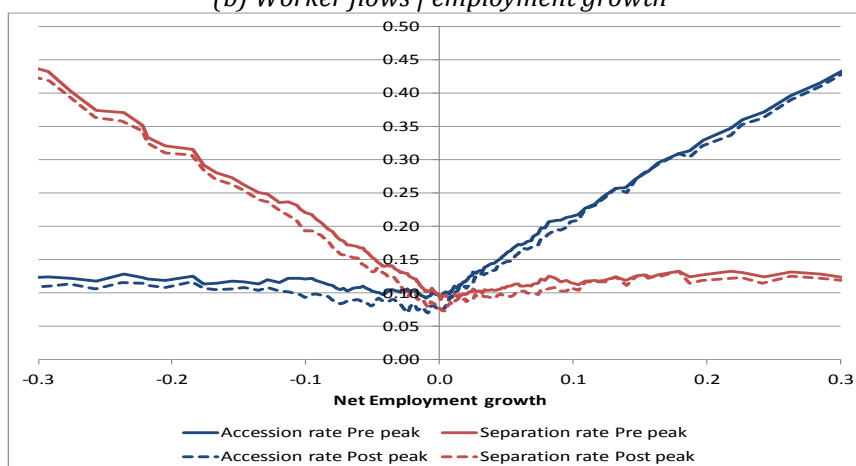 (b) Worker flows | employment growth
0.50
0.45
0.40
0.35
0.30
0.25
0.20
0.15
0.10
0.05
0.00
-0.3 -0.2 -0.1 0.0 0.1 0.2 0.3
Net Employment growth
Accession rate Pre peak Separation rate Pre peak
Accession rate Post peak Separation rate Post peak